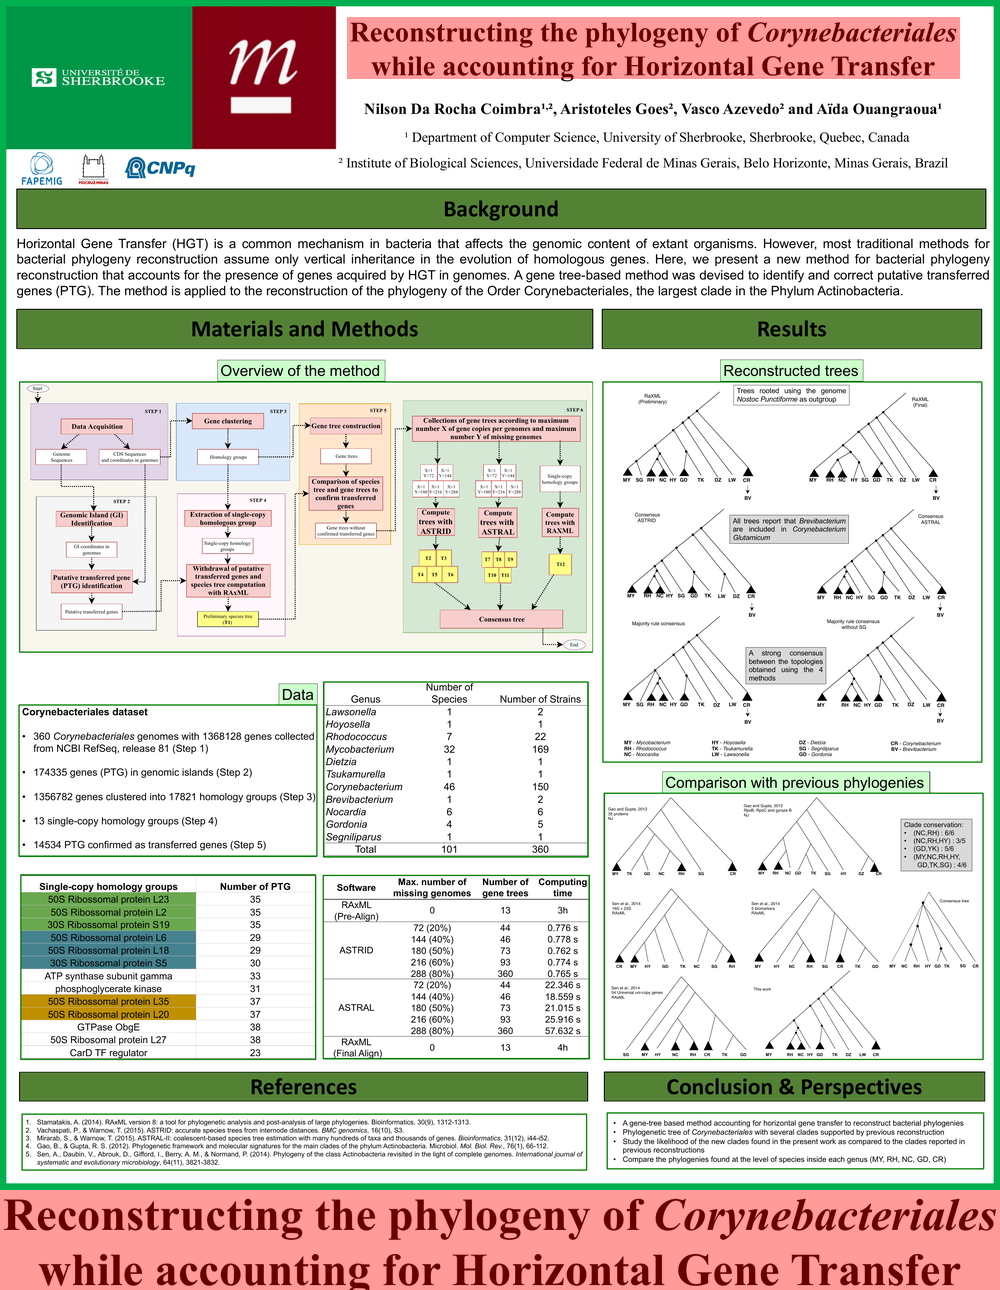 Reconstructing the phylogeny of Corynebacteriales
while accounting for Horizontal Gene Transfer
UNIVERSITÉ DE
SHERBROOKE
m
Nilson Da Rocha Coimbra¹,², Aristoteles Goes², Vasco Azevedo² and Aïda Ouangraoua¹
¹ Department of Computer Science, University of Sherbrooke, Sherbrooke, Quebec, Canada
² Institute of Biological Sciences, Universidade Federal de Minas Gerais, Belo Horizonte, Minas Gerais, Brazil
FAPEMIG
FIOCRUZ MINAS
CNPq
Background
Horizontal Gene Transfer (HGT) is a common mechanism in bacteria that affects the genomic content of extant organisms. However, most traditional methods for
bacterial phylogeny reconstruction assume only vertical inheritance in the evolution of homologous genes. Here, we present a new method for bacterial phylogeny
reconstruction that accounts for the presence of genes acquired by HGT in genomes. A gene tree-based method was devised to identify and correct putative transferred
genes (PTG). The method is applied to the reconstruction of the phylogeny of the Order Corynebacteriales, the largest clade in the Phylum Actinobacteria.
Materials and Methods
Overview of the method
Start
STEP 1
Data Acquisition
Genome
Sequences
CDS Sequences
and coordinates in genomes
STEP 2
Genomic Island (GI)
Identification
GI coordinates in
genomes
Putative transferred gene
(PTG) identification
Putative transferred genes
STEP 3
Gene clustering
Homology groups
STEP 4
Extraction of single-copy
homologous group
Single-copy homology
groups
Withdrawal of putative
transferred genes and
species tree computation
with RAxML
Preliminary species tree
(T1)
STEP 5
Gene tree construction
Gene trees
Comparison of species
tree and gene trees to
confirm transferred
genes
Gene trees without
confirmed transferred genes
STEP 6
Collections of gene trees according to maximum
number X of gene copies per genomes and maximum
number Y of missing genomes
X=1 X=1
Y=72 Y=144
X=1 X=1 X=1
Y=180 Y=216 Y=288
X=1 X=1
Y=72 Y=144
X=1 X=1 X=1
Y=180 Y=216 Y=288
Single-copy
homology groups
Compute
trees with
ASTRID
Compute
trees with
ASTRAL
Compute
trees with
RAXML
T2 T3
T4 T5 T6
T7 T8 T9
T10 T11
T12
Consensus tree
End
Data
Corynebacteriales dataset
• 360 Corynebacteriales genomes with 1368128 genes collected
from NCBI RefSeq, release 81 (Step 1)
• 174335 genes (PTG) in genomic islands (Step 2)
• 1356782 genes clustered into 17821 homology groups (Step 3)
• 13 single-copy homology groups (Step 4)
• 14534 PTG confirmed as transferred genes (Step 5)
Genus Number of Species Number of Strains
Lawsonella 1 2
Hoyosella 1 1
Rhodococcus 7 22
Mycobacterium 32 169
Dietzia 1 1
Tsukamurella 1 1
Corynebacterium 46 150
Brevibacterium 1 2
Nocardia 6 6
Gordonia 4 5
Segniliparus 1 1
Total 101 360
Single-copy homology groups Number of PTG
50S Ribossomal protein L23 35
50S Ribossomal protein L2 35
30S Ribossomal protein S19 35
50S Ribossomal protein L6 29
50S Ribossomal protein L18 29
30S Ribossomal protein S5 30
ATP synthase subunit gamma 33
phosphoglycerate kinase 31
50S Ribossomal protein L35 37
50S Ribossomal protein L20 37
GTPase ObgE 38
50S Ribosomal protein L27 38
CarD TF regulator 23
Software Max. number of missing genomes Number of gene trees Computing time
RAxML (Pre-Align) 0 13 3h
ASTRID
72 (20%) 44 0.776 s
144 (40%) 46 0.778 s
180 (50%) 73 0.762 s
216 (60%) 93 0.774 s
288 (80%) 360 0.765 s
ASTRAL
72 (20%) 44 22.346 s
144 (40%) 46 18.559 s
180 (50%) 73 21.015 s
216 (60%) 93 25.916 s
288 (80%) 360 57.632 s
RAxML (Final Align) 0 13 4h
Results
Reconstructed trees
RaXML
(Preliminary)
Trees rooted using the genome
Nostoc Punctiforme as outgroup
RaXML
(Final)
MY SG RH NC HY GD TK DZ LW CR
BV
MY RH NC HY GD SG TK DZ LW CR
BV
Consensus
ASTRID
All trees report that Brevibacterium
are included in Corynebacterium
Glutamicum
Consensus
ASTRAL
MY RH NC HY SG GD TK LW DZ CR
BV
MY RH NC HY SG GD TK DZ LW CR
BV
Majority rule consensus
A strong consensus
between the topologies
obtained using the 4
methods
Majority rule consensus
without SG
MY SG RH NC HY GD TK DZ LW CR
BV
MY RH NC HY GD TK DZ LW CR
BV
MY - Mycobacterium HY - Hoyosella DZ - Dietzia CR - Corynebacterium
RH - Rhodococcus TK - Tsukamurella SG - Segniliparus BV - Brevibacterium
NC - Nocardia LW - Lawsonella GD - Gordonia
Comparison with previous phylogenies
Gao and Gupta, 2012
35 proteins
NJ
Gao and Gupta, 2012
RpoB, RpoC and gyrase B
NJ
Clade conservation:
• (NC,RH) : 6/6
• (NC,RH,HY) : 3/5
• (GD,YK) : 5/6
• (MY,NC,RH,HY,
GD,TK,SG) : 4/6
MY TK GD NC RH SG CR
MY RH NC GD TK SG HY DZ CR
Sen et al., 2014
16S + 23S
RAxML
Sen et al., 2014
5 biomarkers
RAxML
Consensus tree
CR MY HY GD TK NC SG RH
MY HY NC RH SG CR TK GD
MY NC RH HY GD TK SG CR
Sen et al., 2014
54 Universal uni-copy genes
RAxML
This work
SG MY HY NC RH CR TK GD
MY RH NC HY GD TK DZ LW CR
References
1. Stamatakis, A. (2014). RAxML version 8: a tool for phylogenetic analysis and post-analysis of large phylogenies. Bioinformatics, 30(9), 1312-1313.
2. Vachaspati, P., & Warnow, T. (2015). ASTRID: accurate species trees from internode distances. BMC genomics, 16(10), S3.
3. Mirarab, S., & Warnow, T. (2015). ASTRAL-II: coalescent-based species tree estimation with many hundreds of taxa and thousands of genes. Bioinformatics, 31(12), i44-i52.
4. Gao, B., & Gupta, R. S. (2012). Phylogenetic framework and molecular signatures for the main clades of the phylum Actinobacteria. Microbiol. Mol. Biol. Rev., 76(1), 66-112.
5. Sen, A., Daubin, V., Abrouk, D., Gifford, I., Berry, A. M., & Normand, P. (2014). Phylogeny of the class Actinobacteria revisited in the light of complete genomes. International journal of
systematic and evolutionary microbiology, 64(11), 3821-3832.
Conclusion & Perspectives
• A gene-tree based method accounting for horizontal gene transfer to reconstruct bacterial phylogenies
• Phylogenetic tree of Corynebacteriales with several clades supported by previous reconstruction
• Study the likelihood of the new clades found in the present work as compared to the clades reported in
previous reconstructions
• Compare the phylogenies found at the level of species inside each genus (MY, RH, NC, GD, CR)
Reconstructing the phylogeny of Corynebacteriales
while accounting for Horizontal Gene Transfer